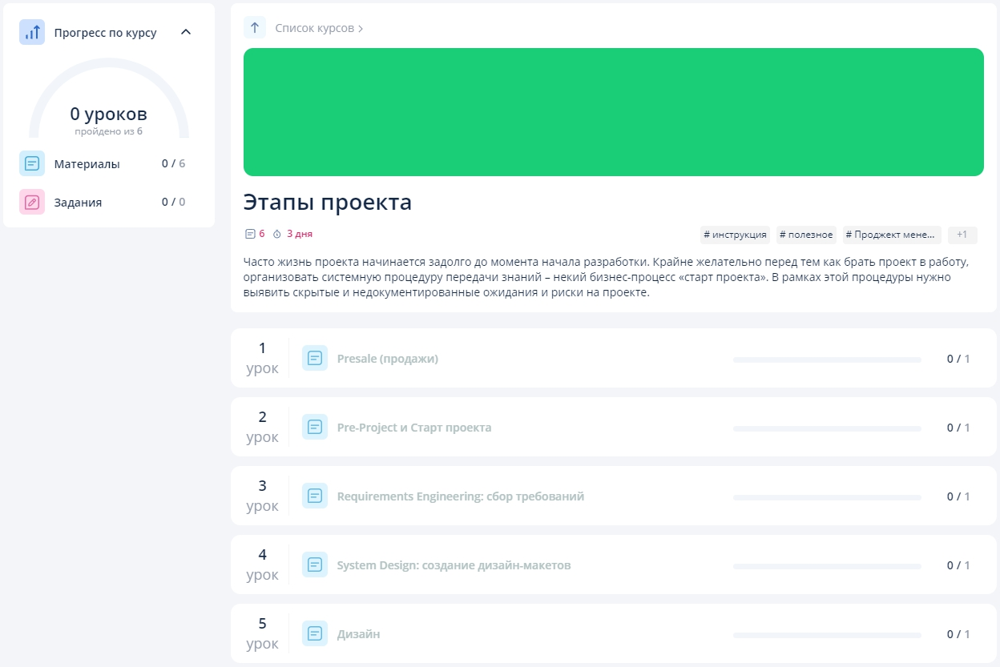 Прогресс по курсу
0 уроков
пройдено из 6
Материалы 0 / 6
Задания 0 / 0
Список курсов
Этапы проекта
6 3 дня
# инструкция # полезное # Проджект мене... +1
Часто жизнь проекта начинается задолго до момента начала разработки. Крайне желательно перед тем как брать проект в работу,
организовать системную процедуру передачи знаний – некий бизнес-процесс «старт проекта». В рамках этой процедуры нужно
выявить скрытые и недокументированные ожидания и риски на проекте.
1
урок
Presale (продажи) 0 / 1
2
урок
Pre-Project и Старт проекта 0 / 1
3
урок
Requirements Engineering: сбор требований 0 / 1
4
урок
System Design: создание дизайн-макетов 0 / 1
5
урок
Дизайн 0 / 1